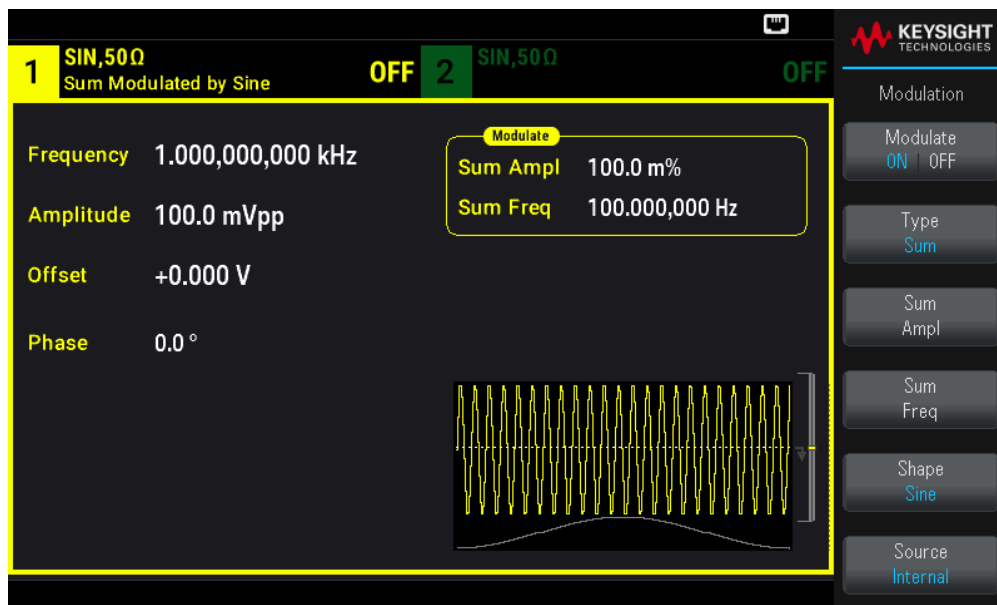 KEYSIGHT
TECHNOLOGIES
1 SIN,50Ω OFF 2 SIN,50Ω OFF
Sum Modulated by Sine
Modulation
Modulate
Frequency 1.000,000,000 kHz
Sum Ampl 100.0 m%
Amplitude 100.0 mVpp
Sum Freq 100.000,000 Hz
Offset +0.000 V
Phase 0.0 °
Modulate
ON | OFF
Type
Sum
Sum
Ampl
Sum
Freq
Shape
Sine
Source
Internal